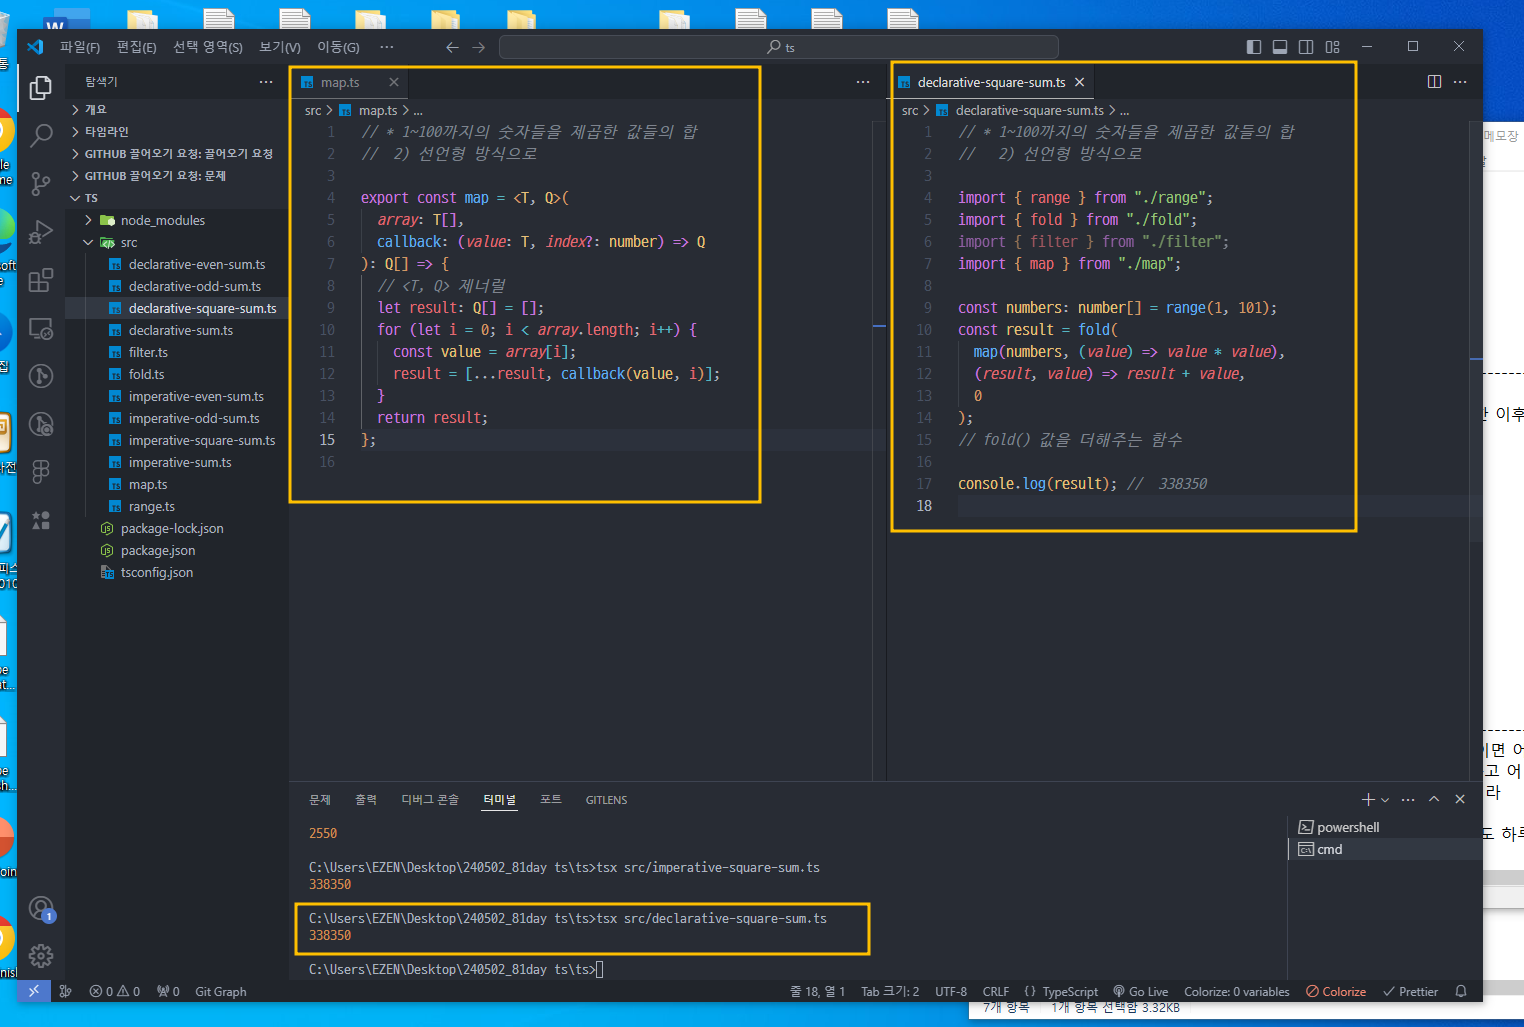 파일(F) 편집(E) 선택 영역(S) 보기(V) 이동(G) ··· ts
탐색기 ···
개요
타임라인
GITHUB 끌어오기 요청: 끌어오기 요청
GITHUB 끌어오기 요청: 문제
TS
node_modules
src
declarative-even-sum.ts
declarative-odd-sum.ts
declarative-square-sum.ts
declarative-sum.ts
filter.ts
fold.ts
imperative-even-sum.ts
imperative-odd-sum.ts
imperative-square-sum.ts
imperative-sum.ts
map.ts
range.ts
package-lock.json
package.json
tsconfig.json
map.ts
src > map.ts > ...
1 // * 1~100까지의 숫자들을 제곱한 값들의 합
2 //  2) 선언형 방식으로
3
4 export const map = <T, Q>(
5   array: T[],
6   callback: (value: T, index?: number) => Q
7 ): Q[] => {
8   // <T, Q> 제너럴
9   let result: Q[] = [];
10   for (let i = 0; i < array.length; i++) {
11     const value = array[i];
12     result = [...result, callback(value, i)];
13   }
14   return result;
15 };
16
declarative-square-sum.ts
src > declarative-square-sum.ts > ...
1 // * 1~100까지의 숫자들을 제곱한 값들의 합
2 //   2) 선언형 방식으로
3
4 import { range } from "./range";
5 import { fold } from "./fold";
6 import { filter } from "./filter";
7 import { map } from "./map";
8
9 const numbers: number[] = range(1, 101);
10 const result = fold(
11   map(numbers, (value) => value * value),
12   (result, value) => result + value,
13   0
14 );
15 // fold() 값을 더해주는 함수
16
17 console.log(result); //  338350
18
문제 출력 디버그 콘솔 터미널 포트 GITLENS
2550
C:\Users\EZEN\Desktop\240502_81day ts\ts>tsx src/imperative-square-sum.ts
338350
C:\Users\EZEN\Desktop\240502_81day ts\ts>tsx src/declarative-square-sum.ts
338350
C:\Users\EZEN\Desktop\240502_81day ts\ts>
powershell
cmd
1
0 0 0 Git Graph 줄 18, 열 1 Tab 크기: 2 UTF-8 CRLF {} TypeScript Go Live Colorize: 0 variables Colorize Prettier
7개 항목 1개 항목 선택함 3.32KB
메모장